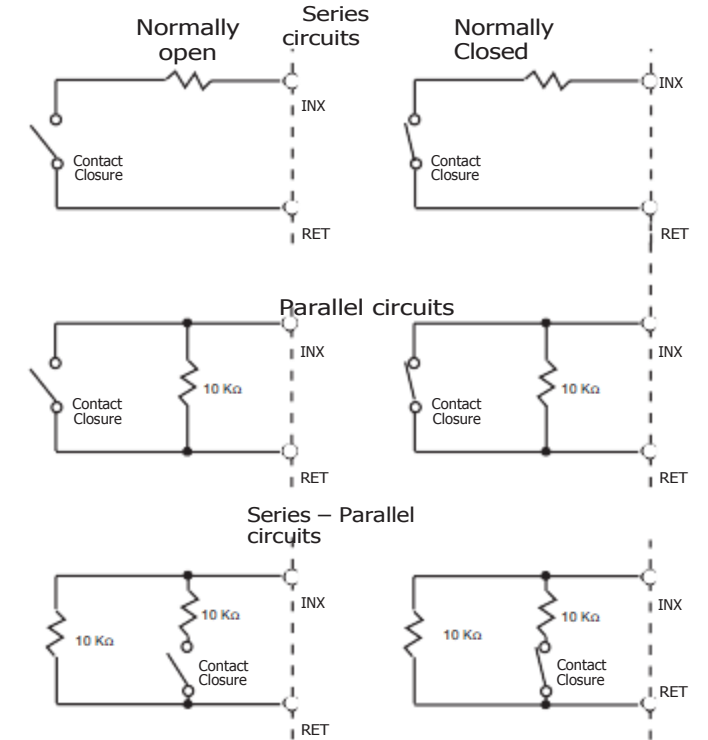 Series
circuits
Normally
open
Normally
Closed
INX
INX
Contact
Closure
Contact
Closure
RET
RET
Parallel circuits
INX
INX
10 KΩ
10 KΩ
Contact
Closure
Contact
Closure
RET
RET
Series – Parallel
circuits
INX
INX
10 KΩ
10 KΩ
10 KΩ
10 KΩ
Contact
Closure
Contact
Closure
RET
RET